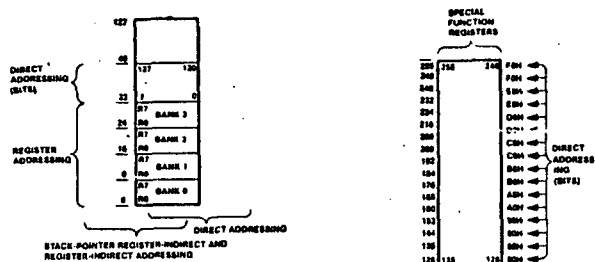 SPECIAL
FUNCTION
REGISTERS
127
48
DIRECT
ADDRESSING
(BITS)
127 120
7 0
32
R7
R0
BANK 3
24
R7
R0
BANK 2
16
R7
R0
BANK 1
8
R7
R0
BANK 0
0
REGISTER
ADDRESSING
DIRECT ADDRESSING
STACK-POINTER REGISTER-INDIRECT AND
REGISTER-INDIRECT ADDRESSING
255
248
240
232
224
216
208
200
192
184
176
168
160
152
144
136
128
255 248
135 128
F8H
F0H
E8H
E0H
D8H
C8H
C0H
B8H
B0H
A8H
A0H
98H
90H
88H
80H
DIRECT
ADDRESS
ING
(BITS)